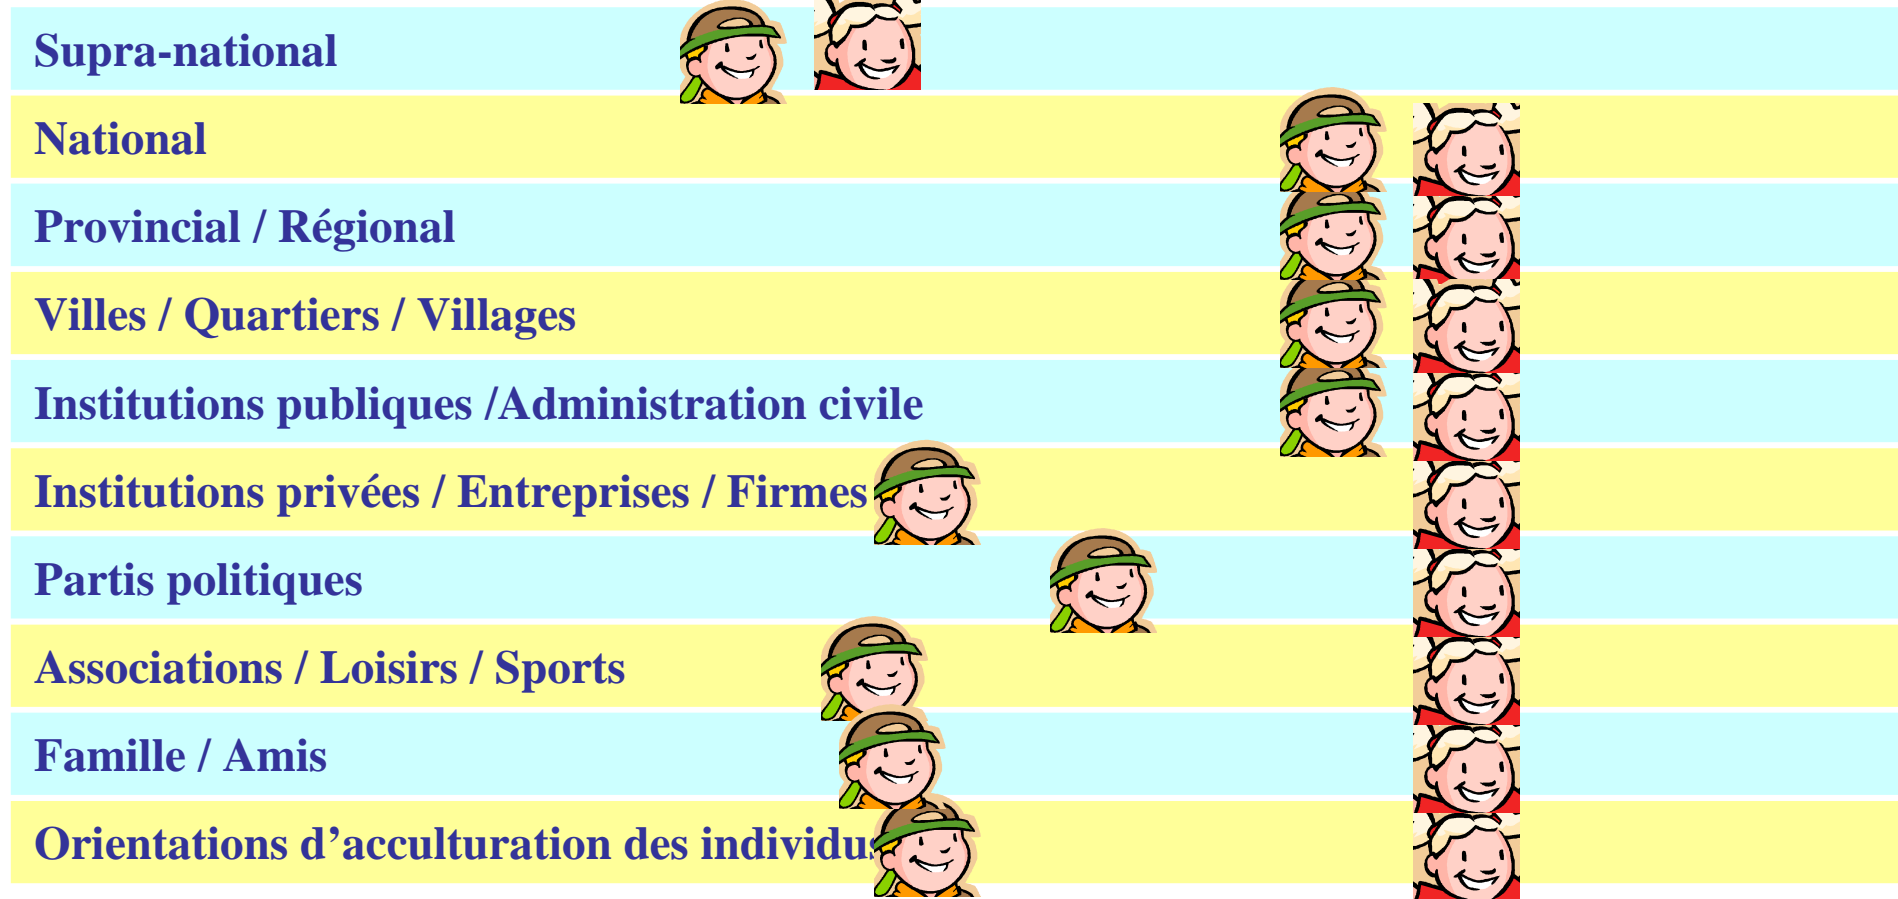 Supra-national
National
Provincial / Régional
Villes / Quartiers / Villages
Institutions publiques /Administration civile
Institutions privées / Entreprises / Firmes
Partis politiques
Associations / Loisirs / Sports
Famille / Amis
Orientations d’acculturation des individus